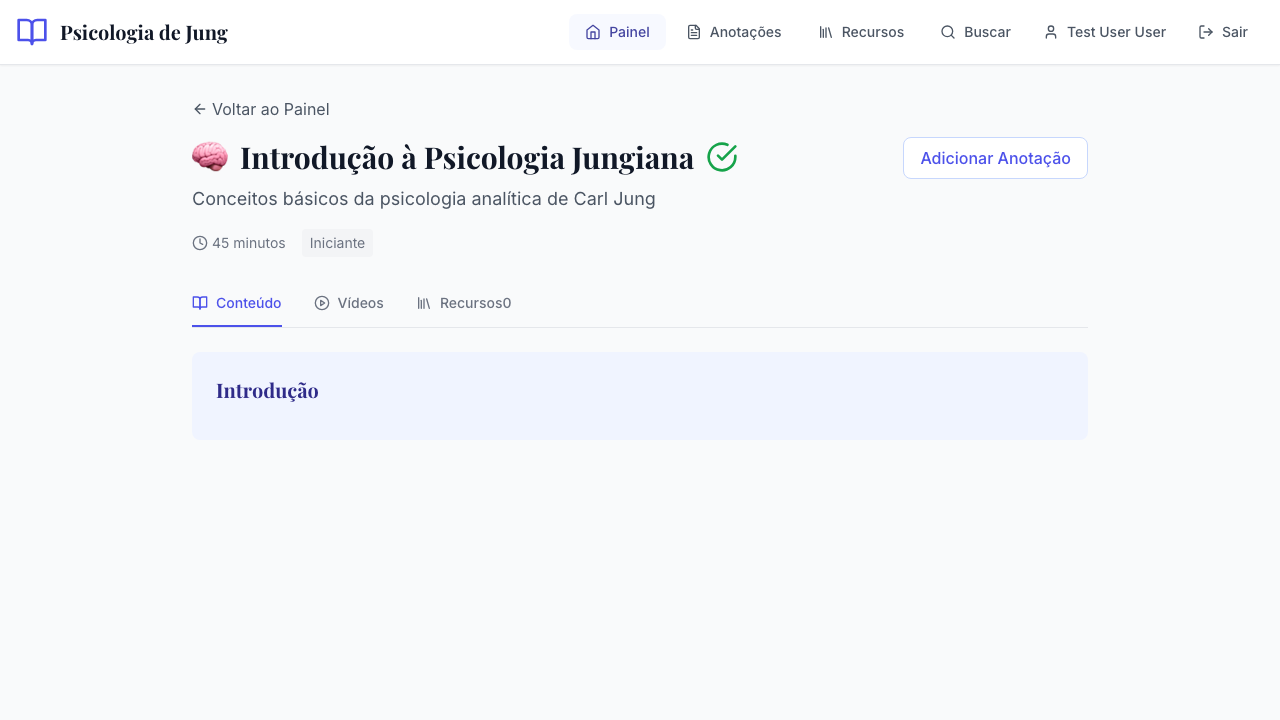 Psicologia de Jung
Painel
Anotações
Recursos
Buscar
Test User User
Sair
Voltar ao Painel
Introdução à Psicologia Jungiana
Adicionar Anotação
Conceitos básicos da psicologia analítica de Carl Jung
45 minutos
Iniciante
Conteúdo
Vídeos
Recursos0
Introdução